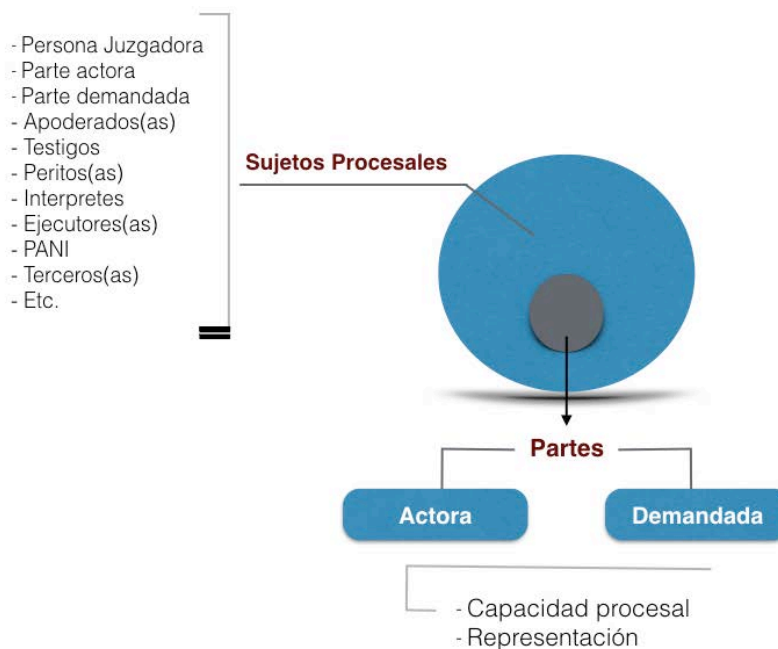 - Persona Juzgadora
- Parte actora
- Parte demandada
- Apoderados(as)
- Testigos
- Peritos(as)
- Interpretes
- Ejecutores(as)
- PANI
- Terceros(as)
- Etc.
Sujetos Procesales
Partes
Actora
Demandada
- Capacidad procesal
- Representación